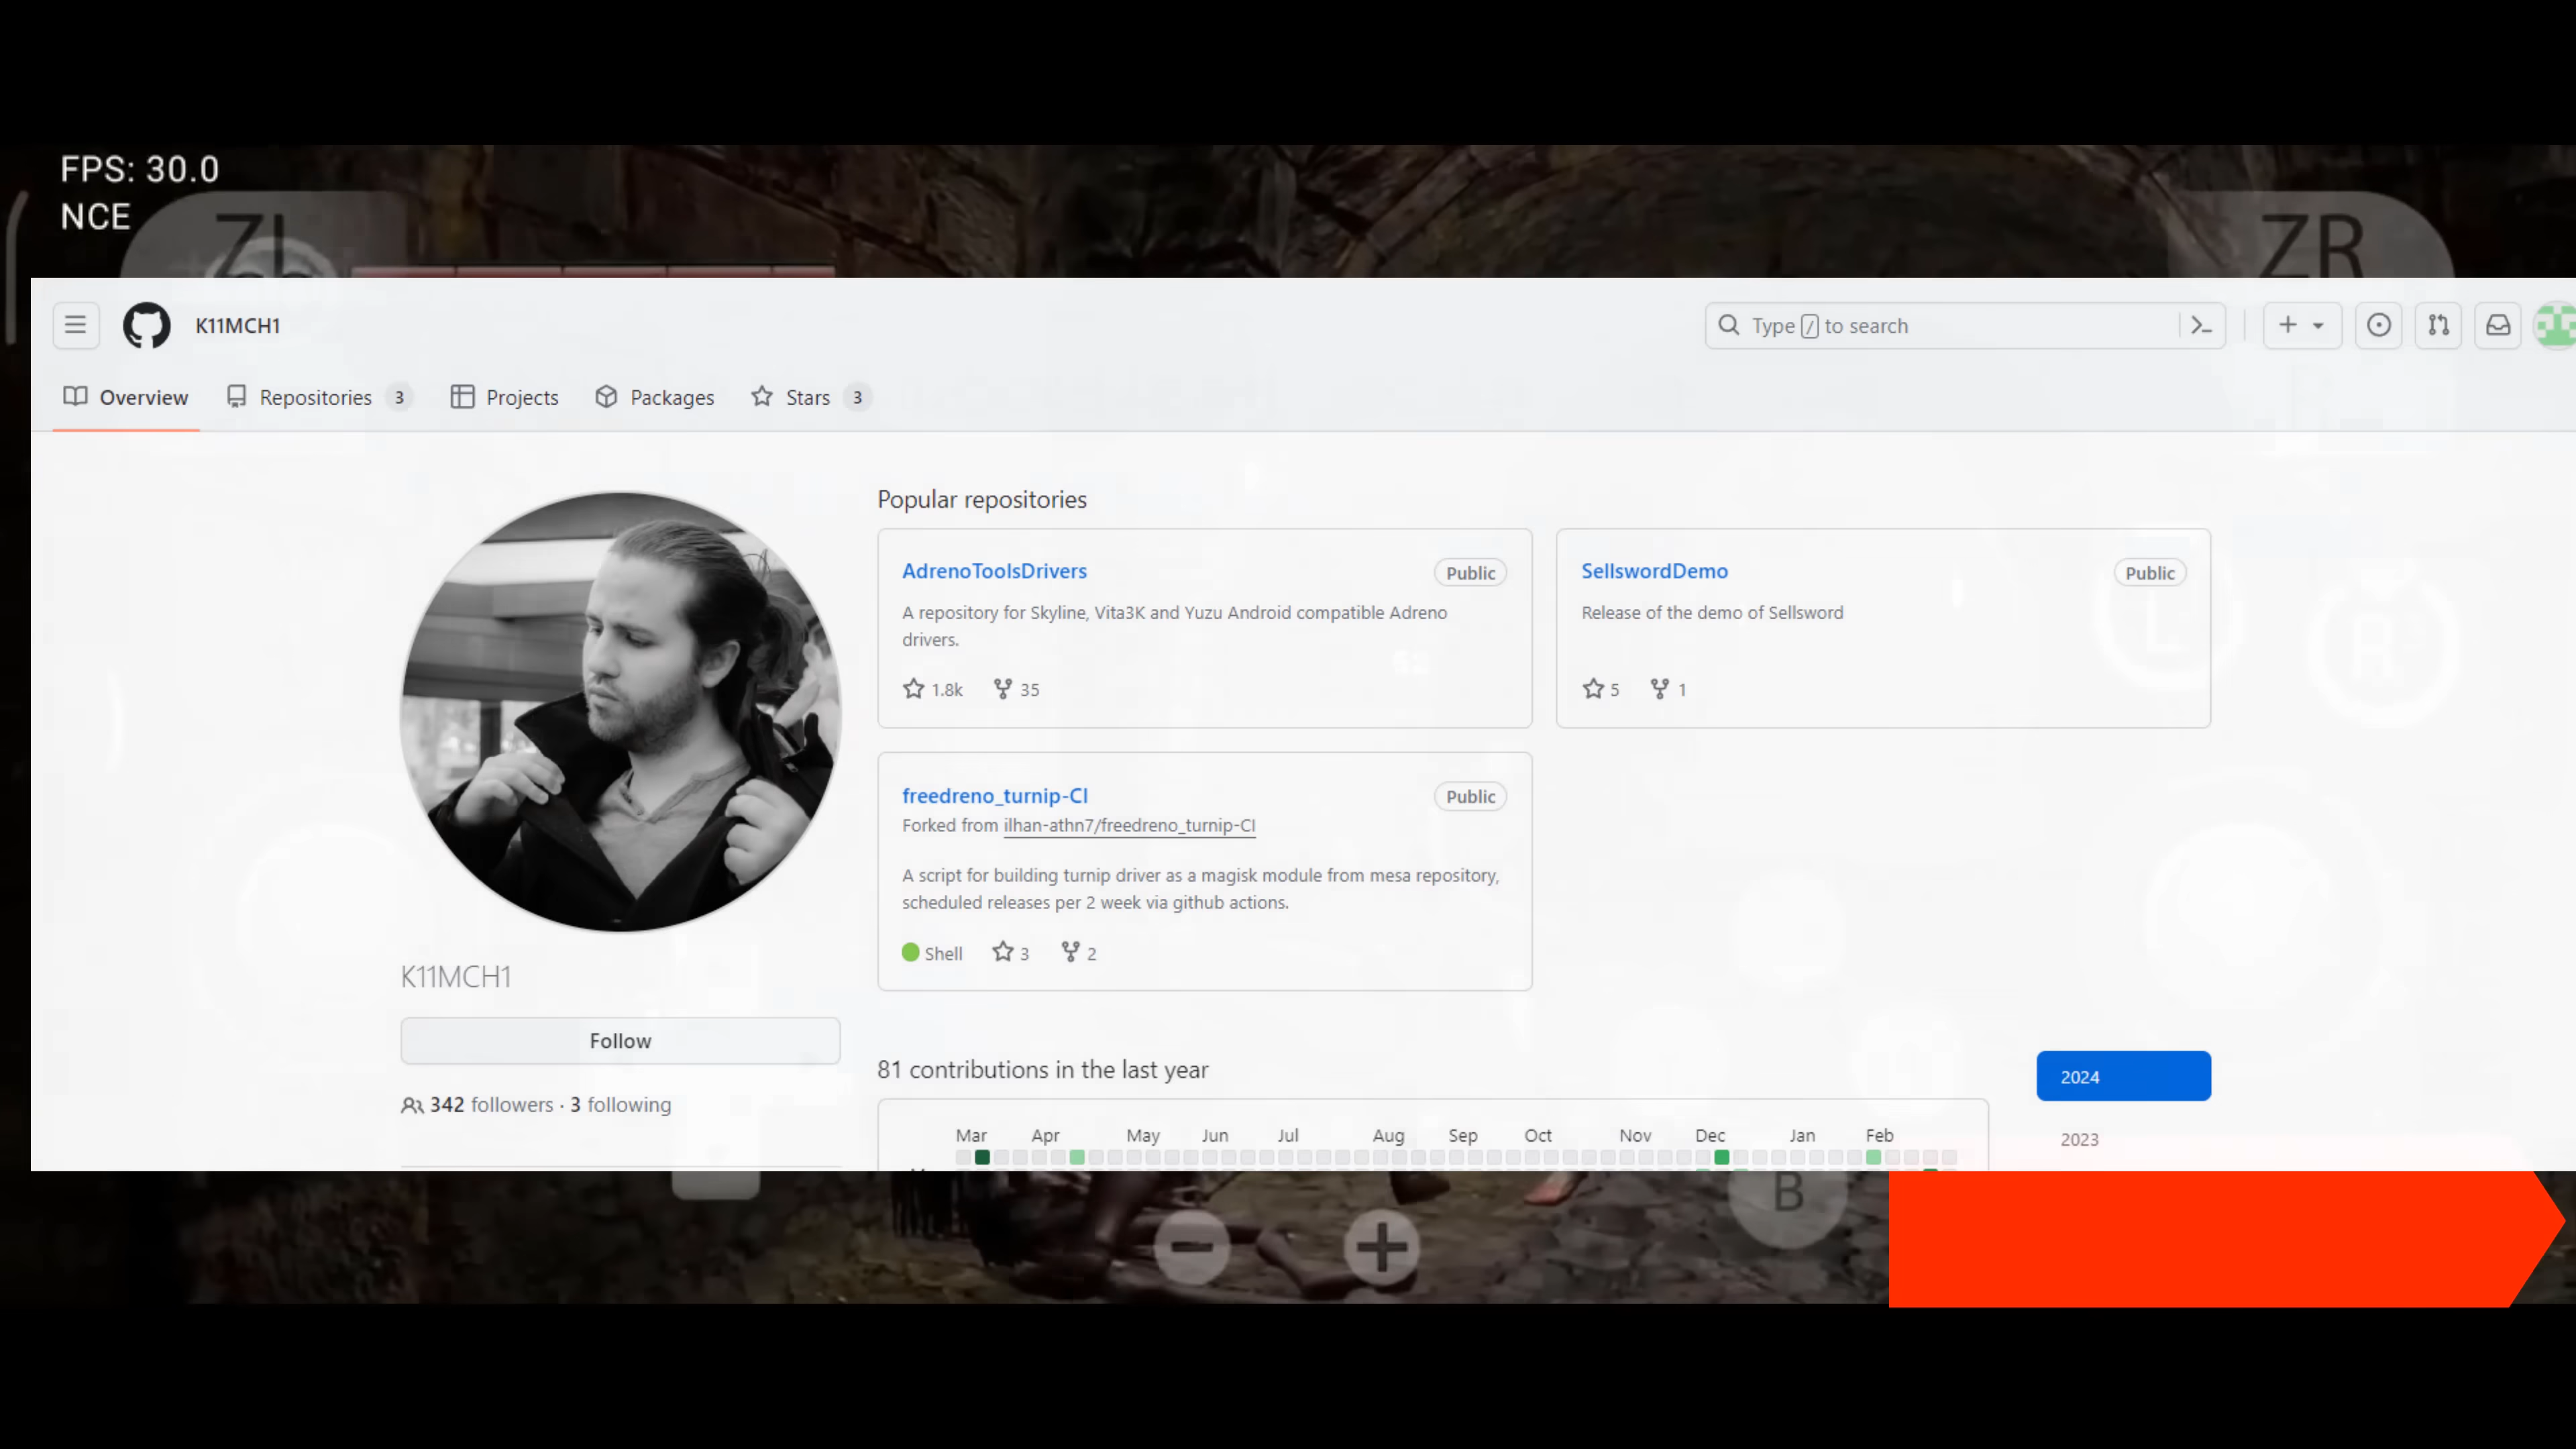 FPS: 30.0
NCE
ZL
ZR
K11MCH1
Type / to search
Overview
Repositories 3
Projects
Packages
Stars 3
Popular repositories
AdrenoToolsDrivers
Public
A repository for Skyline, Vita3K and Yuzu Android compatible Adreno
drivers.
1.8k
35
SellswordDemo
Public
Release of the demo of Sellsword
5
1
L
R
freedreno_turnip-CI
Public
Forked from ilhan-athn7/freedreno_turnip-CI
A script for building turnip driver as a magisk module from mesa repository,
scheduled releases per 2 week via github actions.
Shell
3
2
K11MCH1
Follow
342 followers · 3 following
81 contributions in the last year
2024
2023
Mar Apr May Jun Jul Aug Sep Oct Nov Dec Jan Feb
B